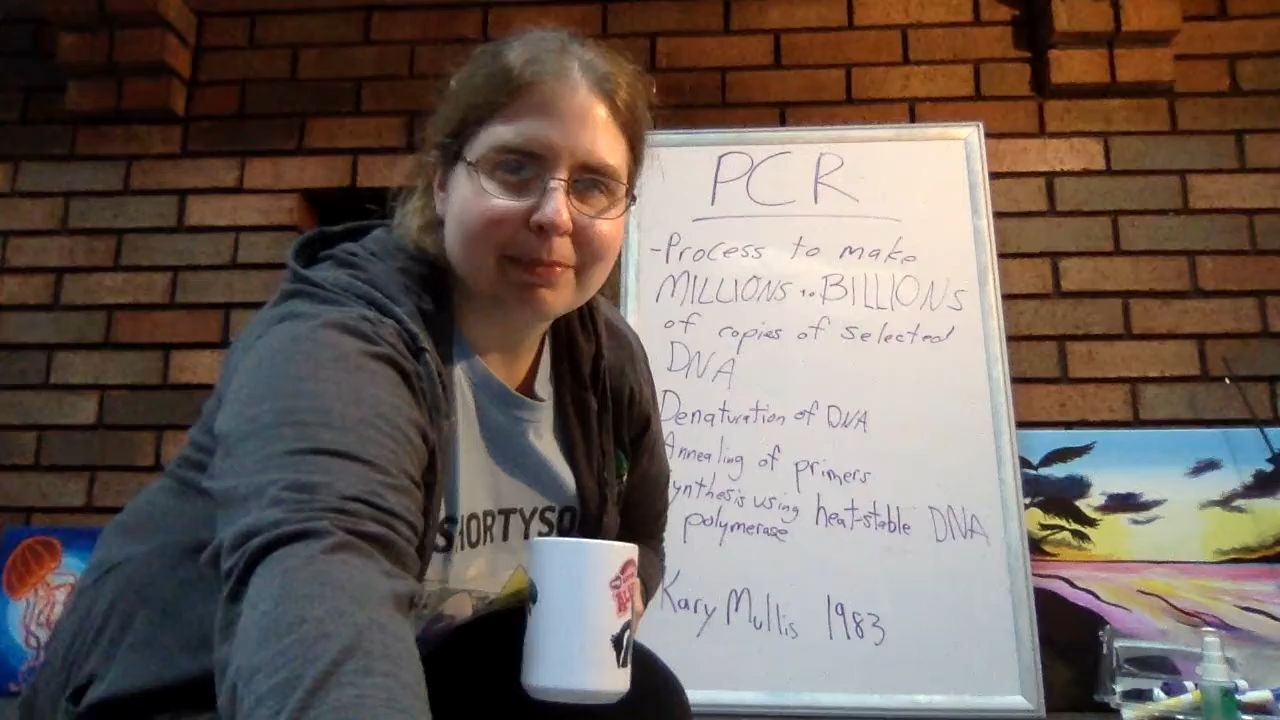 PCR
-Process to make
MILLIONS to BILLIONS
of copies of selected
DNA
Denaturation of DNA
Annealing of primers
synthesis using heat-stable DNA
polymerase
Kary Mullis 1983
SHORTYSO